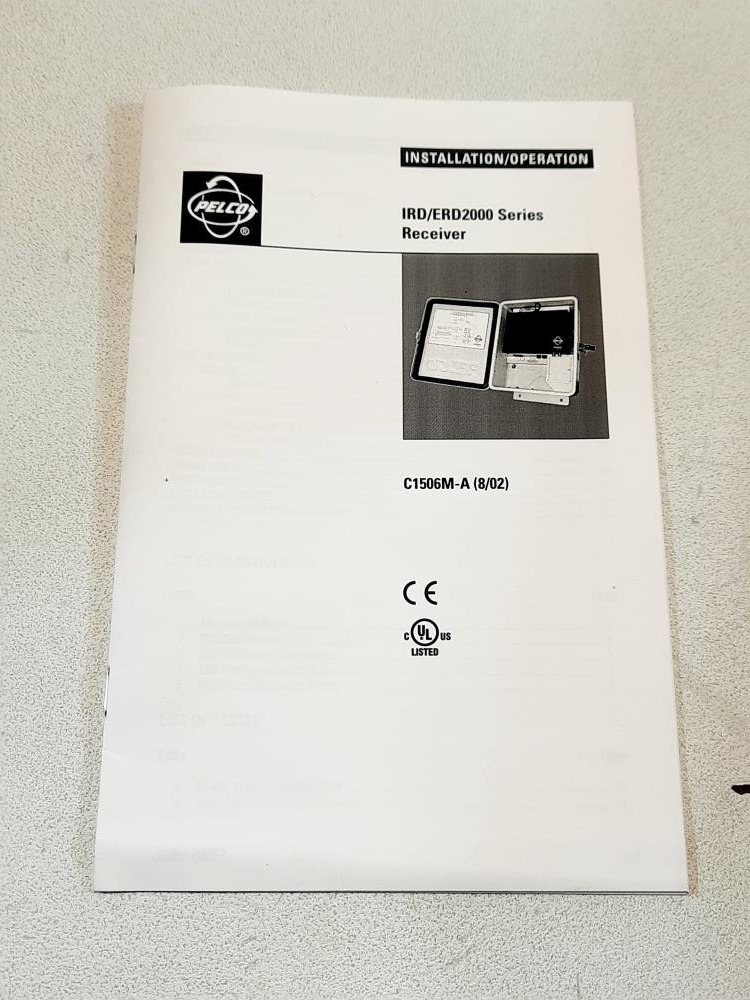 INSTALLATION/OPERATION
PELCO
®
IRD/ERD2000 Series
Receiver
C1506M-A (8/02)
CE
C UL US
LISTED